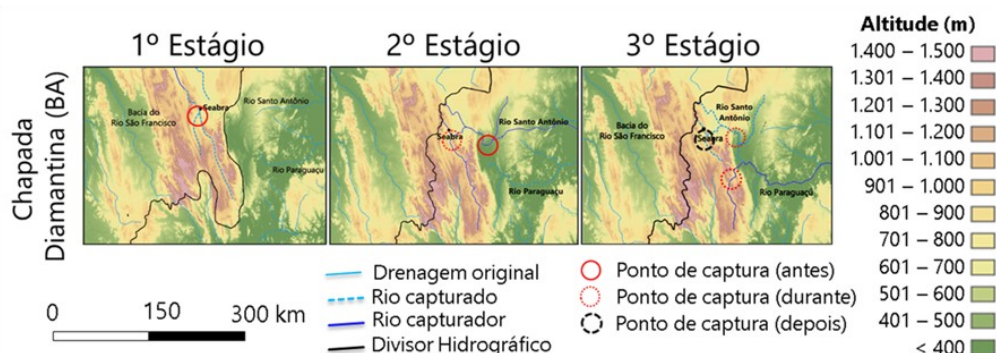 Chapada
Diamantina (BA)
1º Estágio
Bacia do
Rio São Francisco
Seabra
Rio Santo Antônio
Rio Paraguaçu
2º Estágio
Seabra
Rio Santo Antônio
Rio Paraguaçu
3º Estágio
Bacia do
Rio São Francisco
Rio Santo
Antônio
Seabra
Rio Paraguaçú
Altitude (m)
1.400 – 1.500
1.301 – 1.400
1.201 – 1.300
1.101 – 1.200
1.001 – 1.100
901 – 1.000
801 – 900
701 – 800
601 – 700
501 – 600
401 – 500
< 400
0 150 300 km
Drenagem original
Rio capturado
Rio capturador
Divisor Hidrográfico
Ponto de captura (antes)
Ponto de captura (durante)
Ponto de captura (depois)